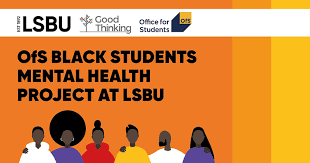 EST 1892 LSBU
Good Thinking
Office for Students OfS
OfS BLACK STUDENTS
MENTAL HEALTH
PROJECT AT LSBU